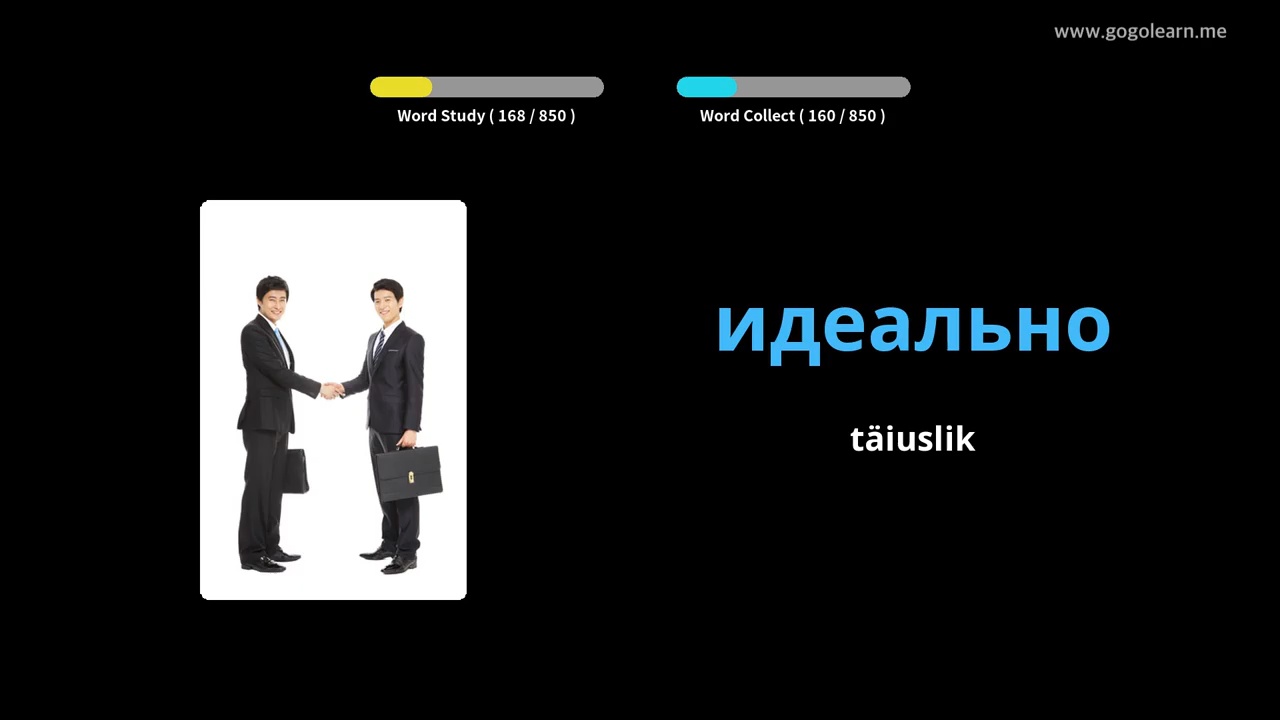 www.gogolearn.me
Word Study ( 168 / 850 )
Word Collect ( 160 / 850 )
идеально
täiuslik